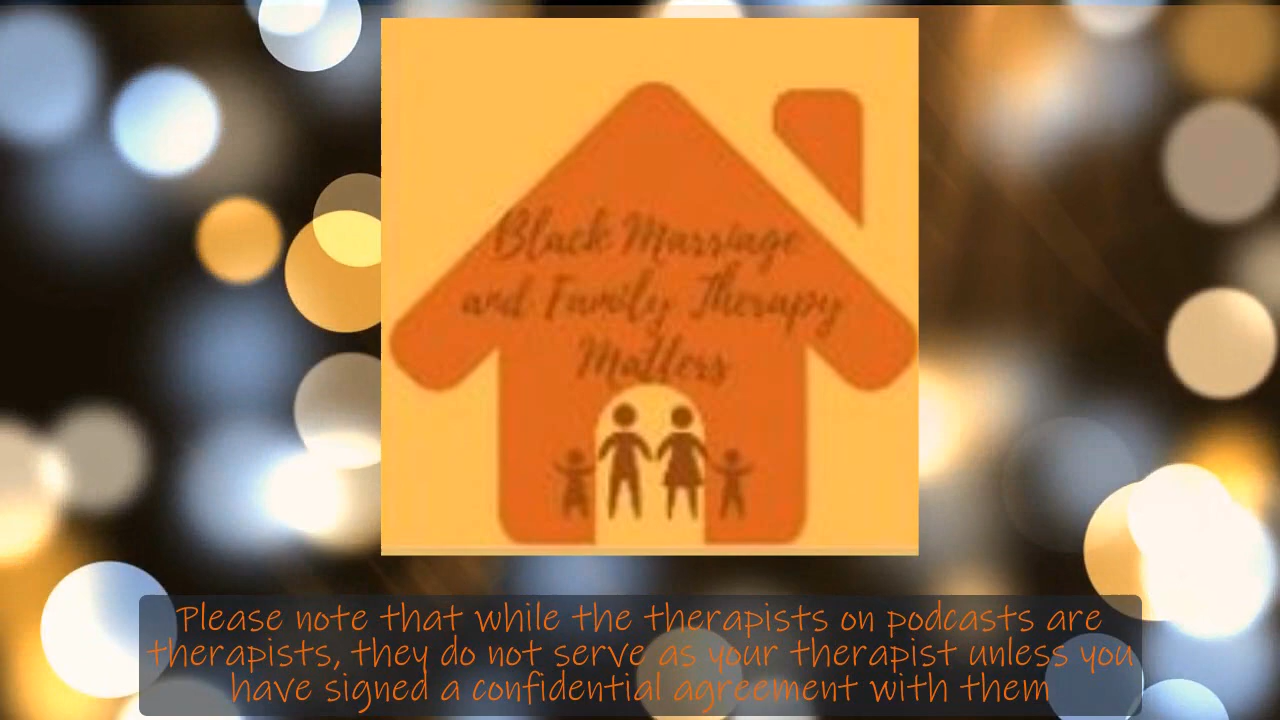 Black Marriage
and Family Therapy
Matters
Please note that while the therapists on podcasts are
therapists, they do not serve as your therapist unless you
have signed a confidential agreement with them